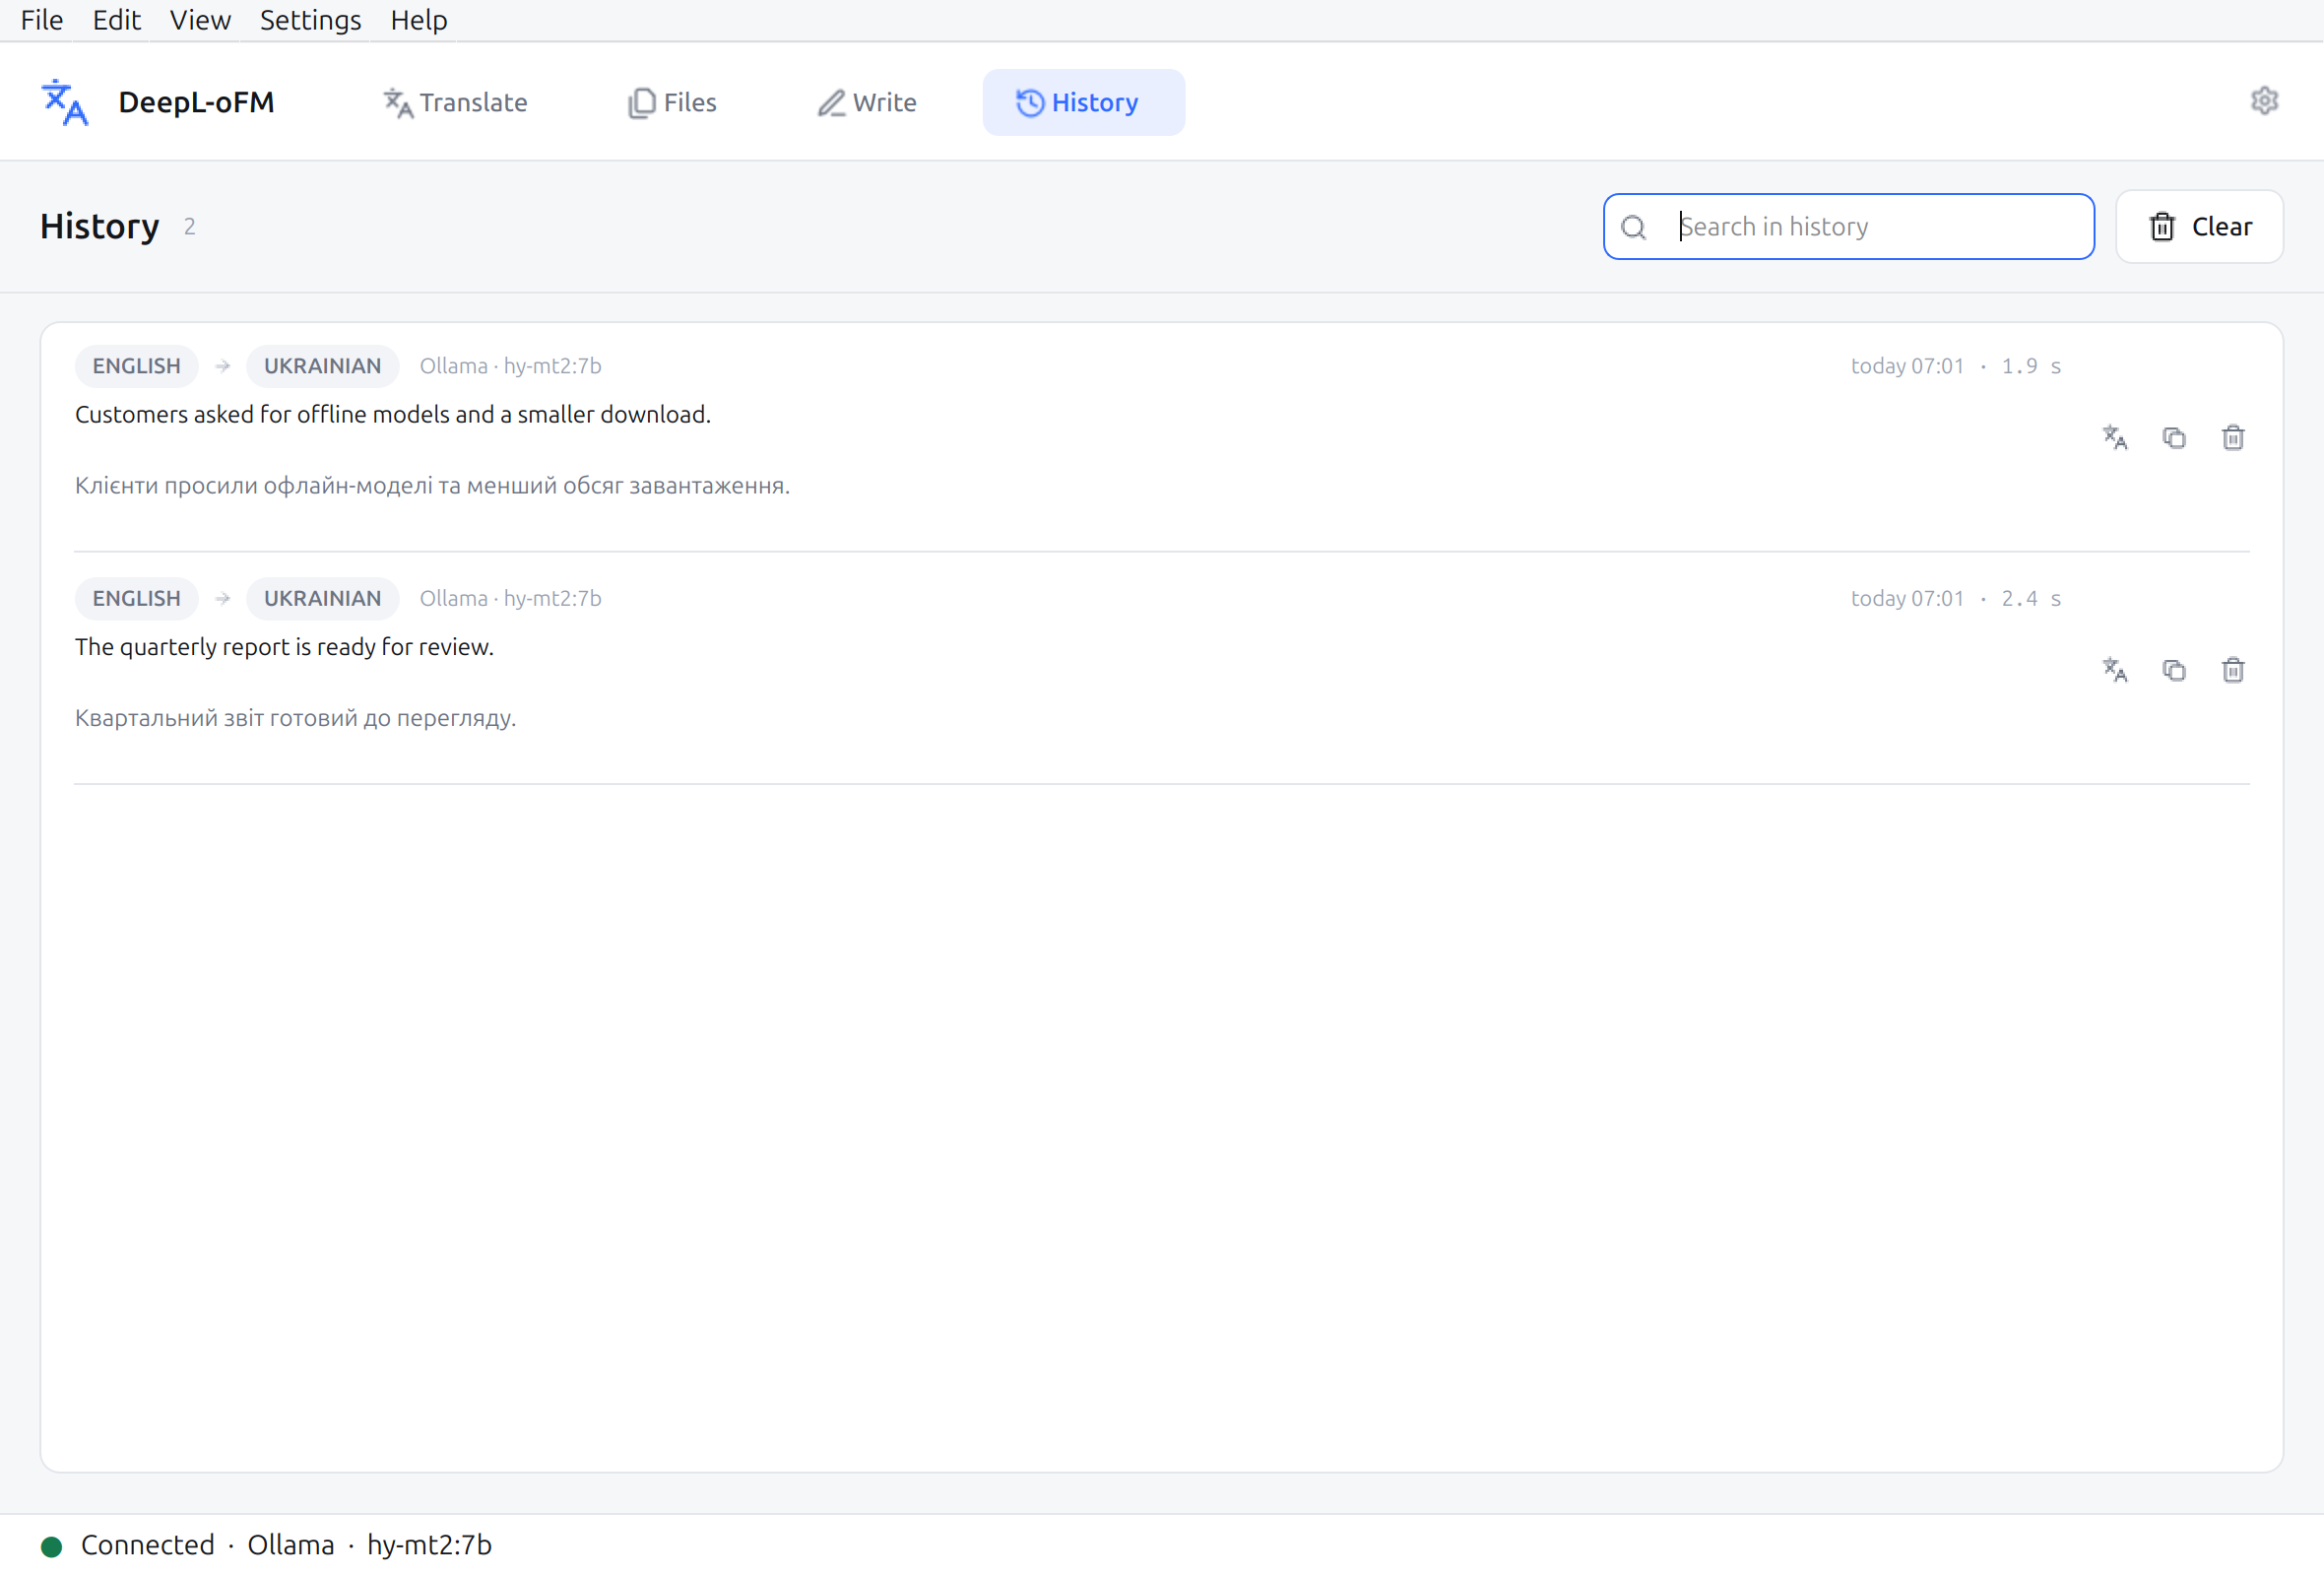 File Edit View Settings Help
DeepL-oFM Translate Files Write History
History 2 Search in history Clear
ENGLISH → UKRAINIAN Ollama · hy-mt2:7b today 07:01 · 1.9 s
Customers asked for offline models and a smaller download.
Клієнти просили офлайн-моделі та менший обсяг завантаження.
ENGLISH → UKRAINIAN Ollama · hy-mt2:7b today 07:01 · 2.4 s
The quarterly report is ready for review.
Квартальний звіт готовий до перегляду.
Connected · Ollama · hy-mt2:7b